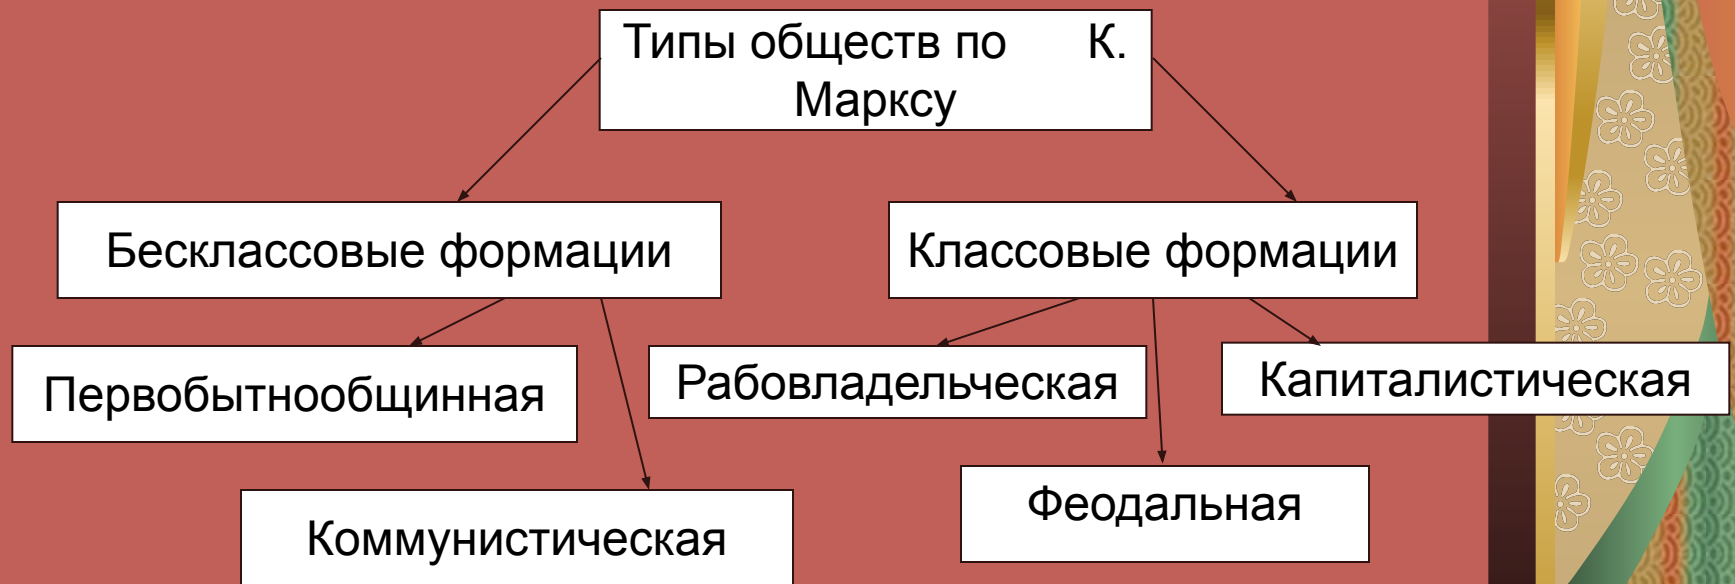 Типы обществ по К.
Марксу
Бесклассовые формации
Классовые формации
Первобытнообщинная
Рабовладельческая
Капиталистическая
Коммунистическая
Феодальная